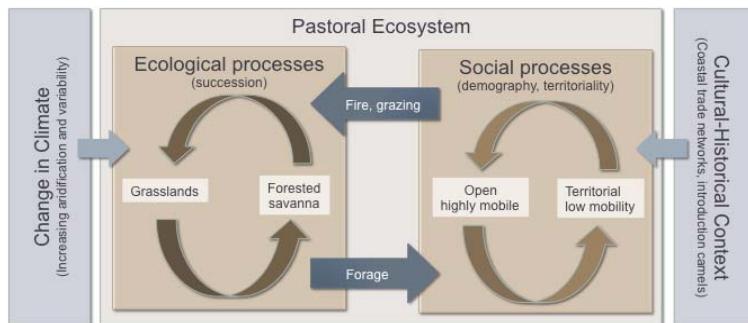 Pastoral Ecosystem
Change in Climate
(Increasing aridification and variability)
Ecological processes
(succession)
Grasslands
Forested
savanna
Fire, grazing
Forage
Social processes
(demography, territoriality)
Open
highly mobile
Territorial
low mobility
Cultural-Historical Context
(Coastal trade networks, introduction camels)